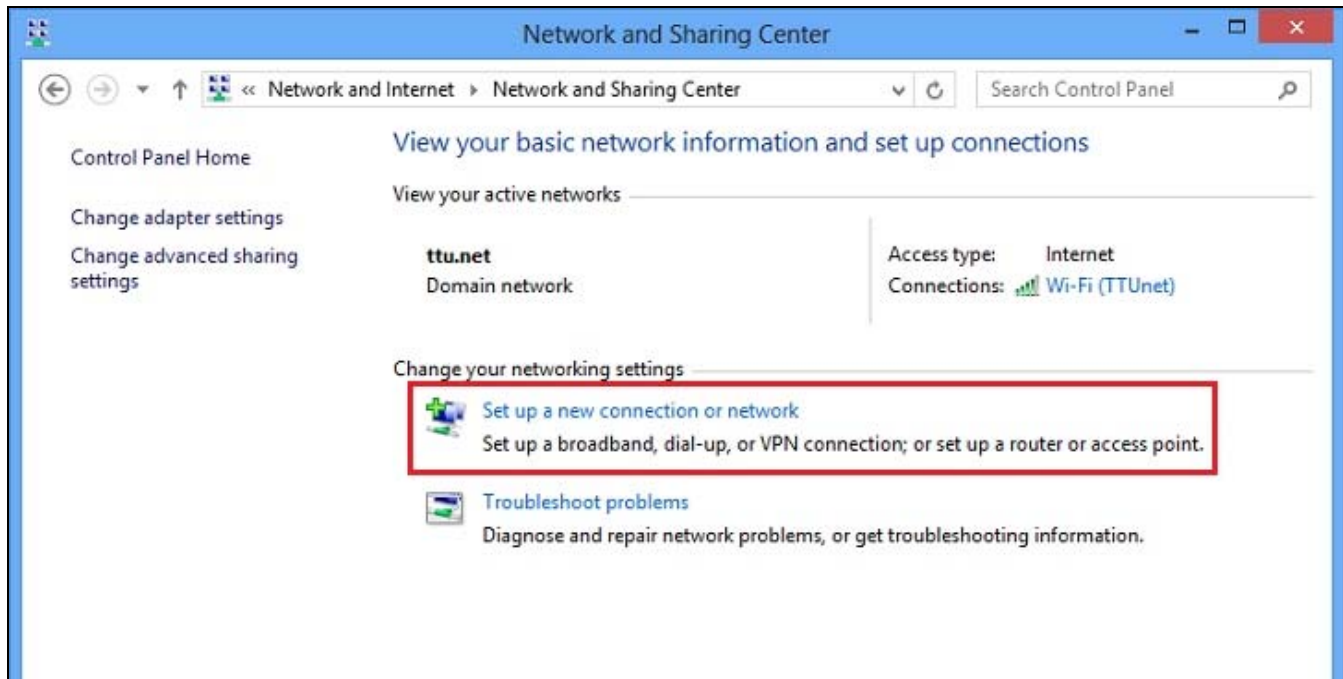 Network and Sharing Center
« Network and Internet ▸ Network and Sharing Center
Search Control Panel
Control Panel Home
Change adapter settings
Change advanced sharing
settings
View your basic network information and set up connections
View your active networks
ttu.net
Domain network
Access type: Internet
Connections: Wi-Fi (TTUnet)
Change your networking settings
Set up a new connection or network
Set up a broadband, dial-up, or VPN connection; or set up a router or access point.
Troubleshoot problems
Diagnose and repair network problems, or get troubleshooting information.